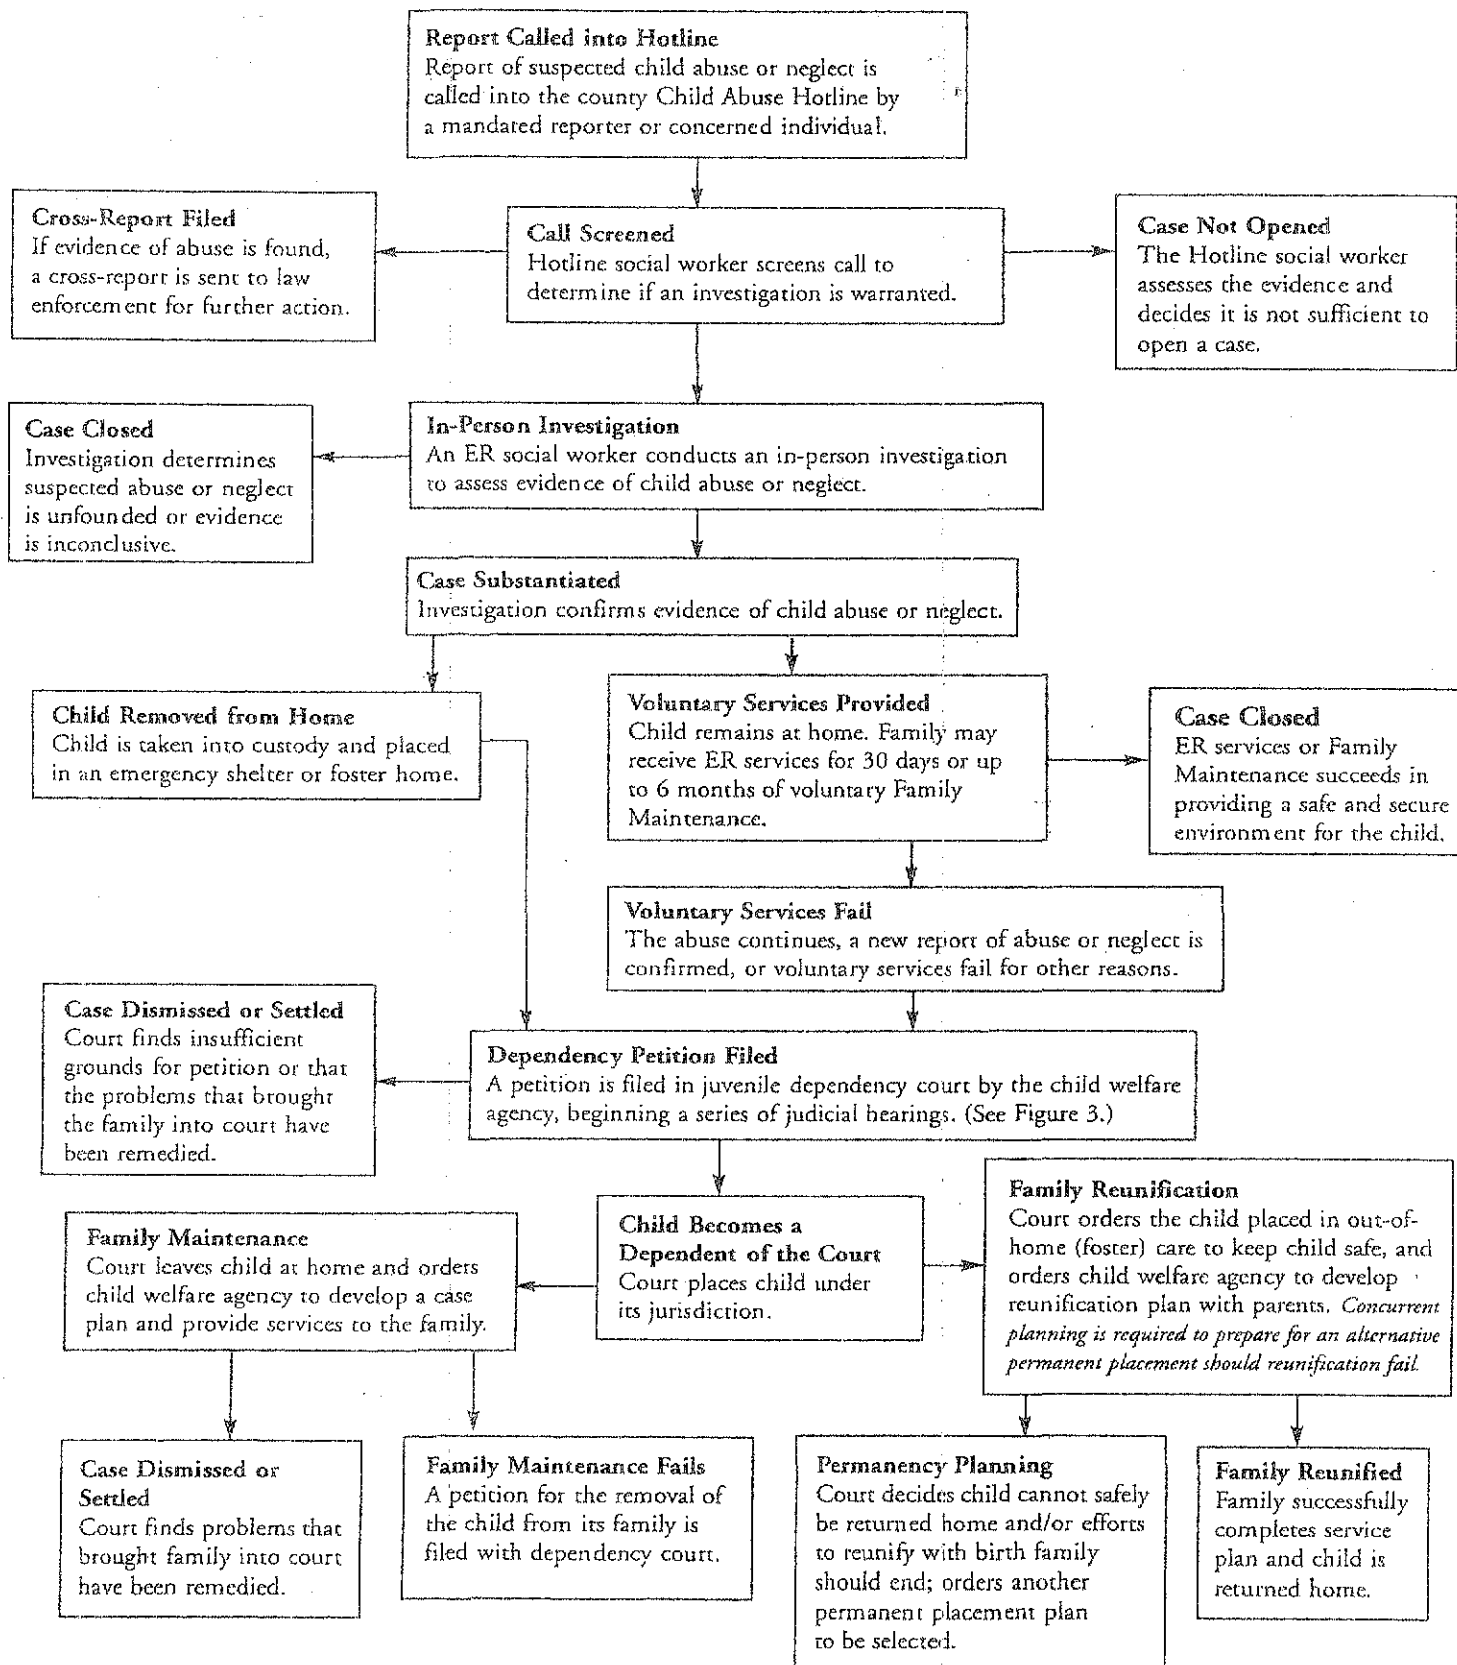 Report Called into Hotline
Report of suspected child abuse or neglect is
called into the county Child Abuse Hotline by
a mandated reporter or concerned individual.
Cross-Report Filed
If evidence of abuse is found,
a cross-report is sent to law
enforcement for further action.
Call Screened
Hotline social worker screens call to
determine if an investigation is warranted.
Case Not Opened
The Hotline social worker
assesses the evidence and
decides it is not sufficient to
open a case.
Case Closed
Investigation determines
suspected abuse or neglect
is unfounded or evidence
is inconclusive.
In-Person Investigation
An ER social worker conducts an in-person investigation
to assess evidence of child abuse or neglect.
Case Substantiated
Investigation confirms evidence of child abuse or neglect.
Child Removed from Home
Child is taken into custody and placed
in an emergency shelter or foster home.
Voluntary Services Provided
Child remains at home. Family may
receive ER services for 30 days or up
to 6 months of voluntary Family
Maintenance.
Case Closed
ER services or Family
Maintenance succeeds in
providing a safe and secure
environment for the child.
Voluntary Services Fail
The abuse continues, a new report of abuse or neglect is
confirmed, or voluntary services fail for other reasons.
Case Dismissed or Settled
Court finds insufficient
grounds for petition or that
the problems that brought
the family into court have
been remedied.
Dependency Petition Filed
A petition is filed in juvenile dependency court by the child welfare
agency, beginning a series of judicial hearings. (See Figure 3.)
Family Maintenance
Court leaves child at home and orders
child welfare agency to develop a case
plan and provide services to the family.
Child Becomes a
Dependent of the Court
Court places child under
its jurisdiction.
Family Reunification
Court orders the child placed in out-of-
home (foster) care to keep child safe, and
orders child welfare agency to develop
reunification plan with parents. Concurrent
planning is required to prepare for an alternative
permanent placement should reunification fail.
Case Dismissed or
Settled
Court finds problems that
brought family into court
have been remedied.
Family Maintenance Fails
A petition for the removal of
the child from its family is
filed with dependency court.
Permanency Planning
Court decides child cannot safely
be returned home and/or efforts
to reunify with birth family
should end; orders another
permanent placement plan
to be selected.
Family Reunified
Family successfully
completes service
plan and child is
returned home.